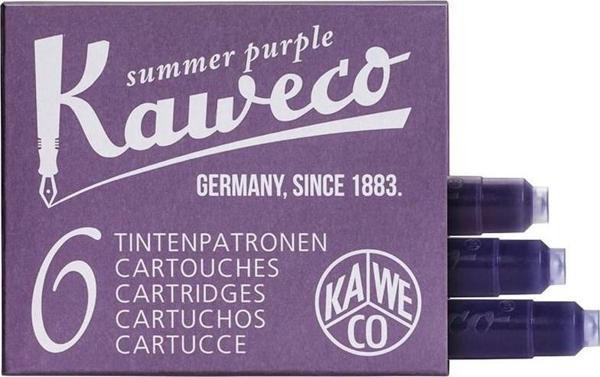 summer purple
Kaweco
GERMANY, SINCE 1883.
6
TINTENPATRONEN
CARTOUCHES
CARTRIDGES
CARTUCHOS
CARTUCCE
KA WE
CO